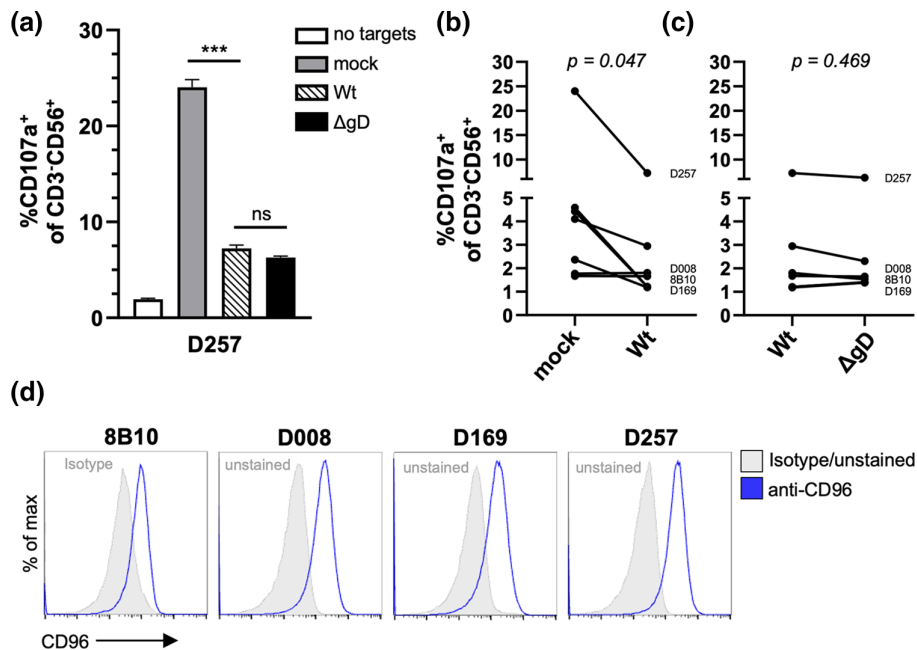 (a)
30
20
10
0
%CD107a⁺
of CD3⁻CD56⁺
***
ns
D257
no targets
mock
Wt
ΔgD
(b)
p = 0.047
%CD107a⁺
of CD3⁻CD56⁺
30
25
20
15
10
5
4
3
2
1
0
D257
D008
8B10
D169
mock
Wt
(c)
p = 0.469
30
25
20
15
10
5
4
3
2
1
0
D257
D008
8B10
D169
Wt
ΔgD
(d)
8B10
D008
D169
D257
Isotype
unstained
unstained
unstained
% of max
CD96
Isotype/unstained
anti-CD96